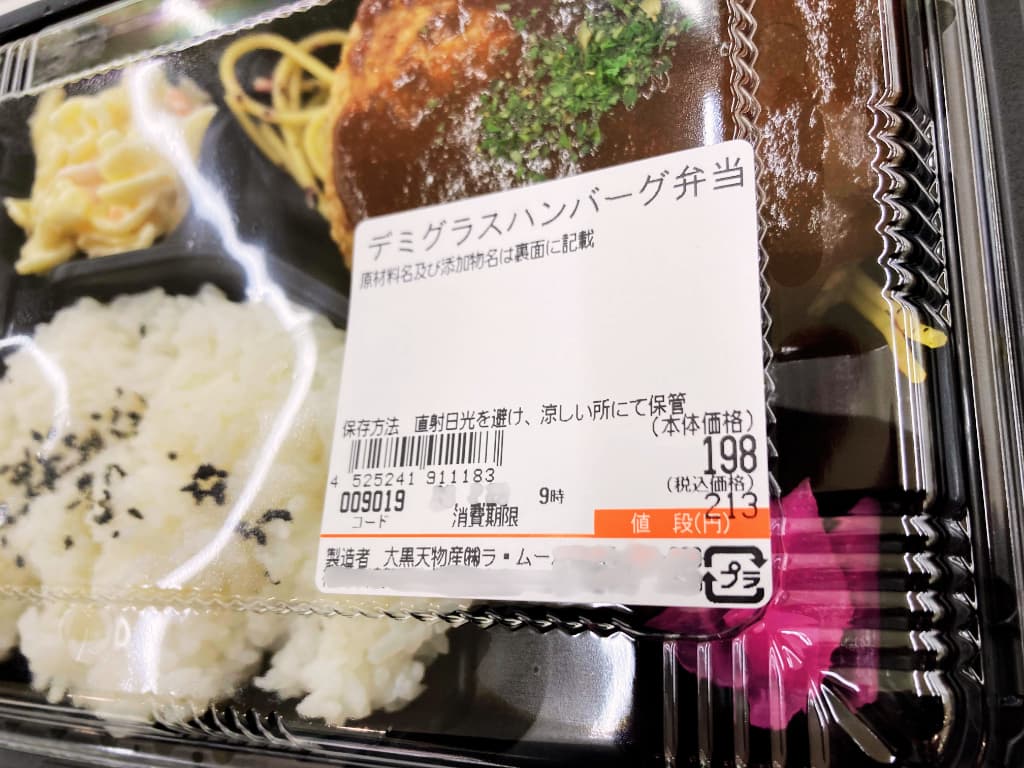 デミグラスハンバーグ弁当
原材料名及び添加物名は裏面に記載
保存方法 直射日光を避け、涼しい所にて保管
(本体価格)
198
4 525241 911183
(税込価格)
213
009019
9時
コード
消費期限
値 段(円)
製造者 大黒天物産㈱ラ・ムー
プラ